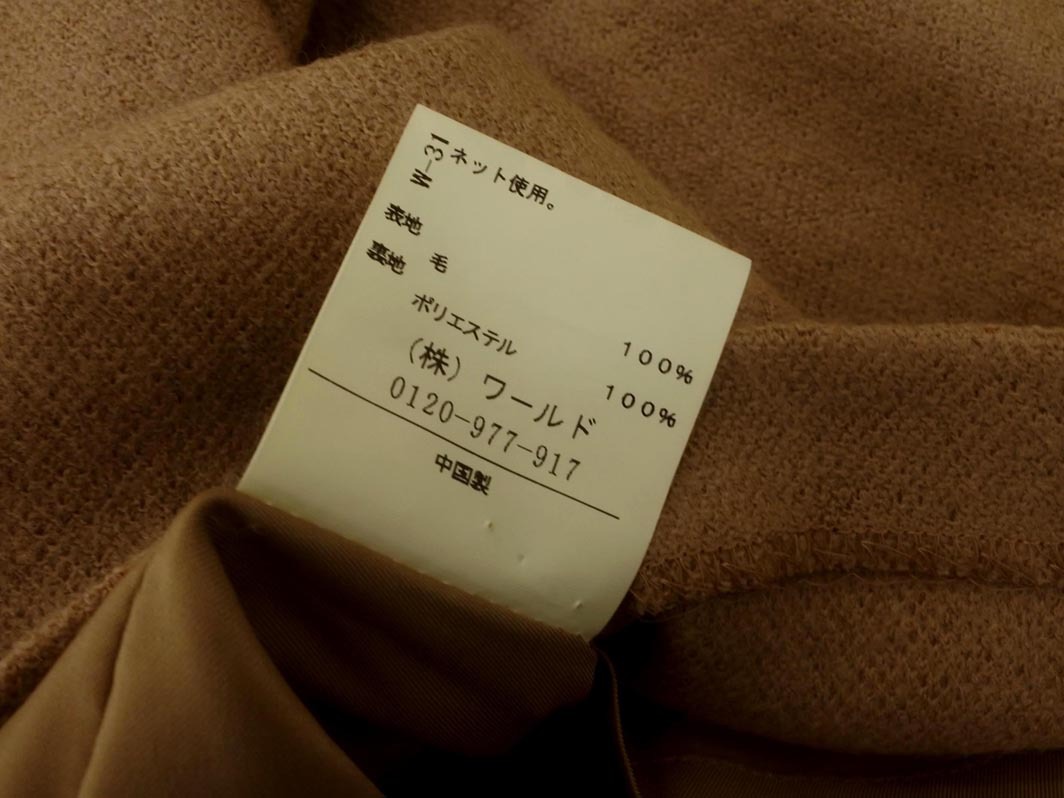 W-31
ネット使用。
表地
毛 100%
裏地
ポリエステル 100%
（株）ワールド
0120-977-917
中国製